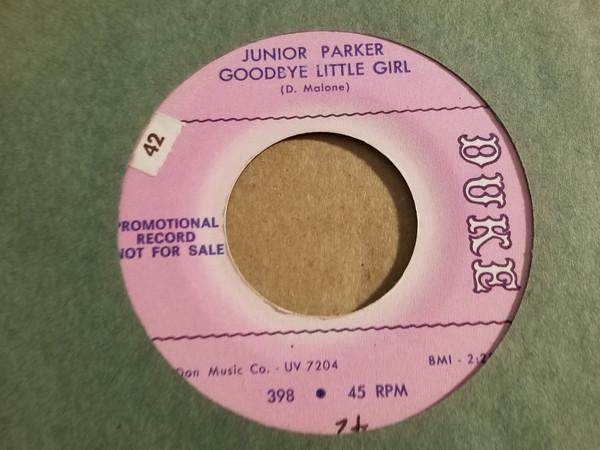 JUNIOR PARKER
GOODBYE LITTLE GIRL
(D. Malone)
42
DUKE
PROMOTIONAL
RECORD
NOT FOR SALE
Don Music Co. - UV 7204
BMI - 2:2
398 • 45 RPM